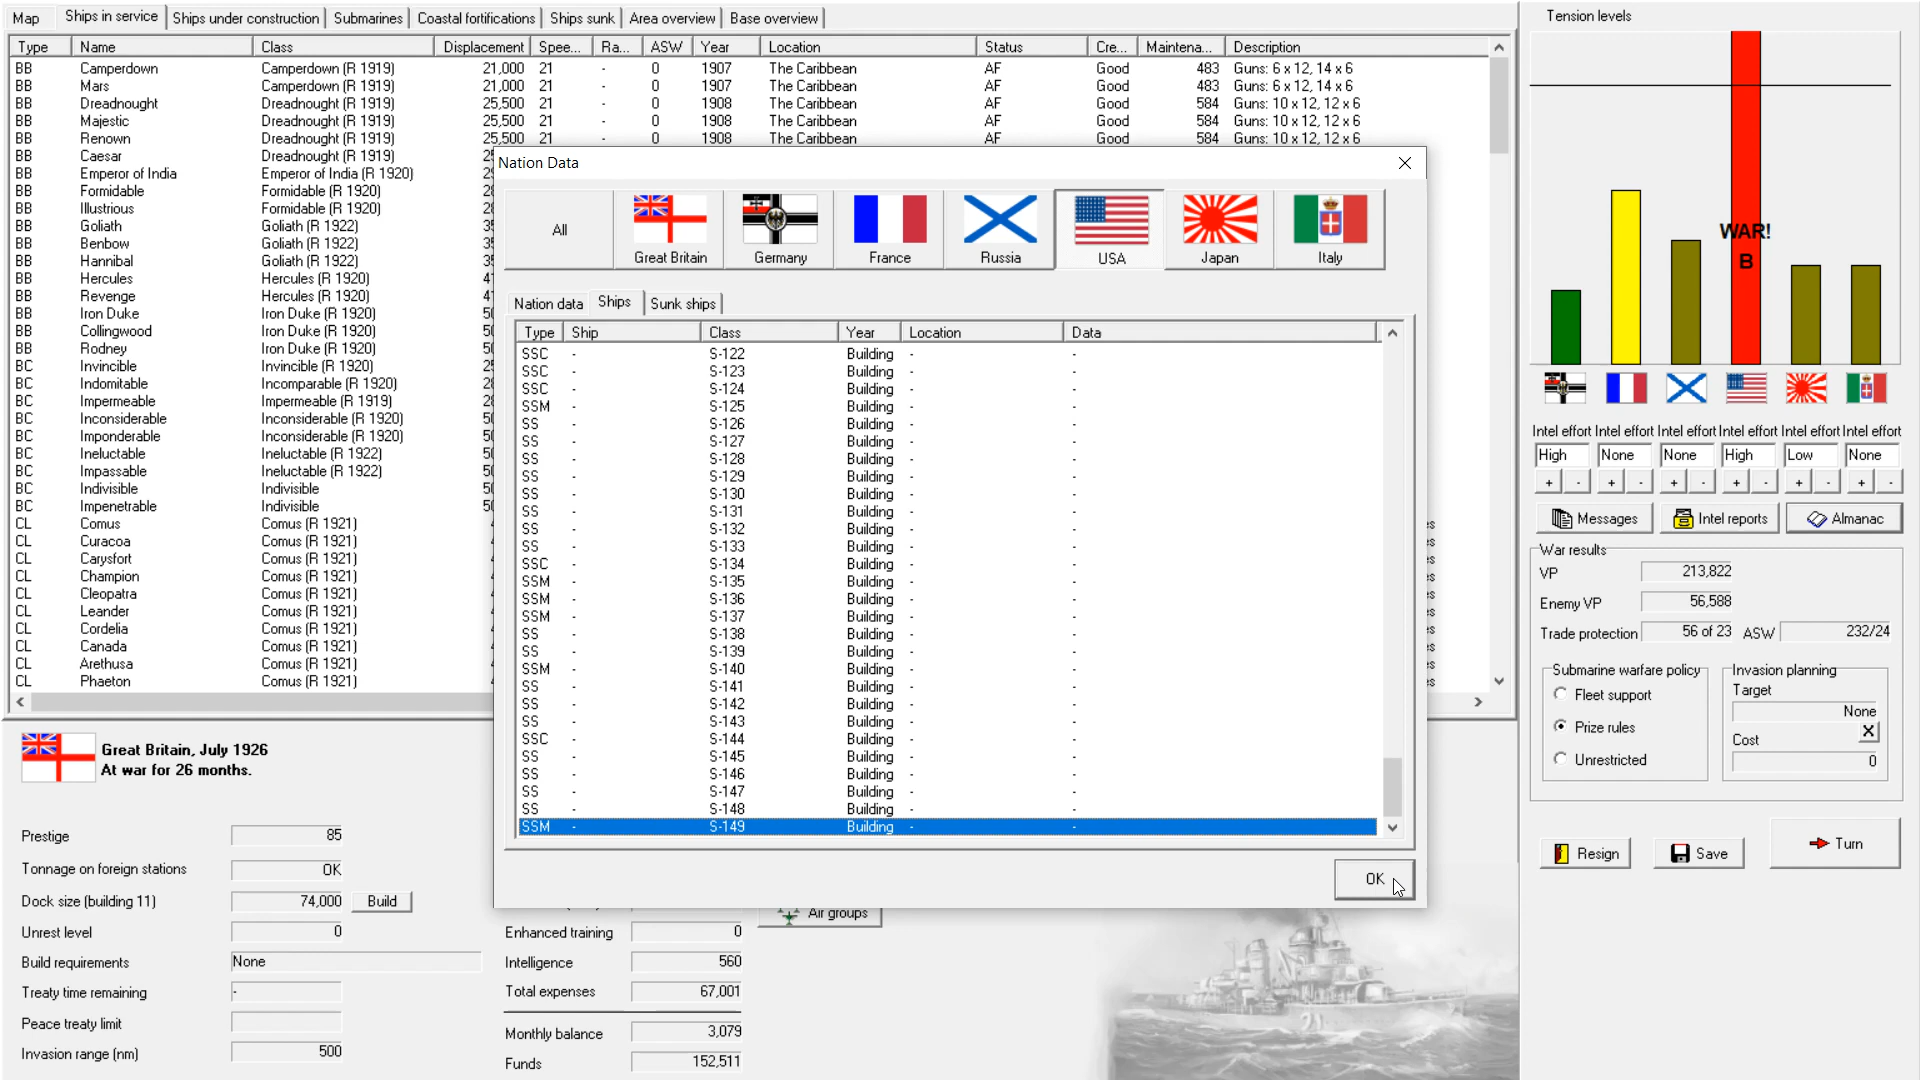 Map Ships in service Ships under construction Submarines Coastal fortifications Ships sunk Area overview Base overview
Type Name Class Displacement Spee... Ra... ASW Year Location Status Cre... Maintena... Description
BB Camperdown Camperdown (R 1919) 21,000 21 - 0 1907 The Caribbean AF Good 483 Guns: 6 x 12, 14 x 6
BB Mars Camperdown (R 1919) 21,000 21 - 0 1907 The Caribbean AF Good 483 Guns: 6 x 12, 14 x 6
BB Dreadnought Dreadnought (R 1919) 25,500 21 - 0 1908 The Caribbean AF Good 584 Guns: 10 x 12, 12 x 6
BB Majestic Dreadnought (R 1919) 25,500 21 - 0 1908 The Caribbean AF Good 584 Guns: 10 x 12, 12 x 6
BB Renown Dreadnought (R 1919) 25,500 21 - 0 1908 The Caribbean AF Good 584 Guns: 10 x 12, 12 x 6
BB Caesar Dreadnought (R 1919)
BB Emperor of India Emperor of India (R 1920)
BB Formidable Formidable (R 1920)
BB Illustrious Formidable (R 1920)
BB Goliath Goliath (R 1922)
BB Benbow Goliath (R 1922)
BB Hannibal Goliath (R 1922)
BB Hercules Hercules (R 1920)
BB Revenge Hercules (R 1920)
BB Iron Duke Iron Duke (R 1920)
BB Collingwood Iron Duke (R 1920)
BB Rodney Iron Duke (R 1920)
BC Invincible Invincible (R 1920)
BC Indomitable Incomparable (R 1920)
BC Impermeable Impermeable (R 1919)
BC Inconsiderable Inconsiderable (R 1920)
BC Imponderable Inconsiderable (R 1920)
BC Ineluctable Ineluctable (R 1922)
BC Impassable Ineluctable (R 1922)
BC Indivisible Indivisible
BC Impenetrable Indivisible
CL Comus Comus (R 1921)
CL Curacoa Comus (R 1921)
CL Carysfort Comus (R 1921)
CL Champion Comus (R 1921)
CL Cleopatra Comus (R 1921)
CL Leander Comus (R 1921)
CL Cordelia Comus (R 1921)
CL Canada Comus (R 1921)
CL Arethusa Comus (R 1921)
CL Phaeton Comus (R 1921)
Nation Data
All Great Britain Germany France Russia USA Japan Italy
Nation data Ships Sunk ships
Type Ship Class Year Location Data
SSC - S-122 Building - -
SSC - S-123 Building - -
SSC - S-124 Building - -
SSM - S-125 Building - -
SS - S-126 Building - -
SS - S-127 Building - -
SS - S-128 Building - -
SS - S-129 Building - -
SS - S-130 Building - -
SS - S-131 Building - -
SS - S-132 Building - -
SS - S-133 Building - -
SSC - S-134 Building - -
SSM - S-135 Building - -
SSM - S-136 Building - -
SSM - S-137 Building - -
SS - S-138 Building - -
SS - S-139 Building - -
SSM - S-140 Building - -
SS - S-141 Building - -
SS - S-142 Building - -
SS - S-143 Building - -
SSC - S-144 Building - -
SS - S-145 Building - -
SS - S-146 Building - -
SS - S-147 Building - -
SS - S-148 Building - -
SSM - S-149 Building - -
OK
Great Britain, July 1926
At war for 26 months.
Prestige 85
Tonnage on foreign stations OK
Dock size (building 11) 74,000 Build
Unrest level 0
Build requirements None
Treaty time remaining -
Peace treaty limit
Invasion range (nm) 500
Air groups
Enhanced training 0
Intelligence 560
Total expenses 67,001
Monthly balance 3,079
Funds 152,511
Tension levels
WAR!
B
Intel effort Intel effort Intel effort Intel effort Intel effort Intel effort
High None None High Low None
+ - + - + - + - + - + -
Messages Intel reports Almanac
War results
VP 213,822
Enemy VP 56,588
Trade protection 56 of 23 ASW 232/24
Submarine warfare policy
Fleet support
Prize rules
Unrestricted
Invasion planning
Target
None
Cost X
0
Resign Save Turn